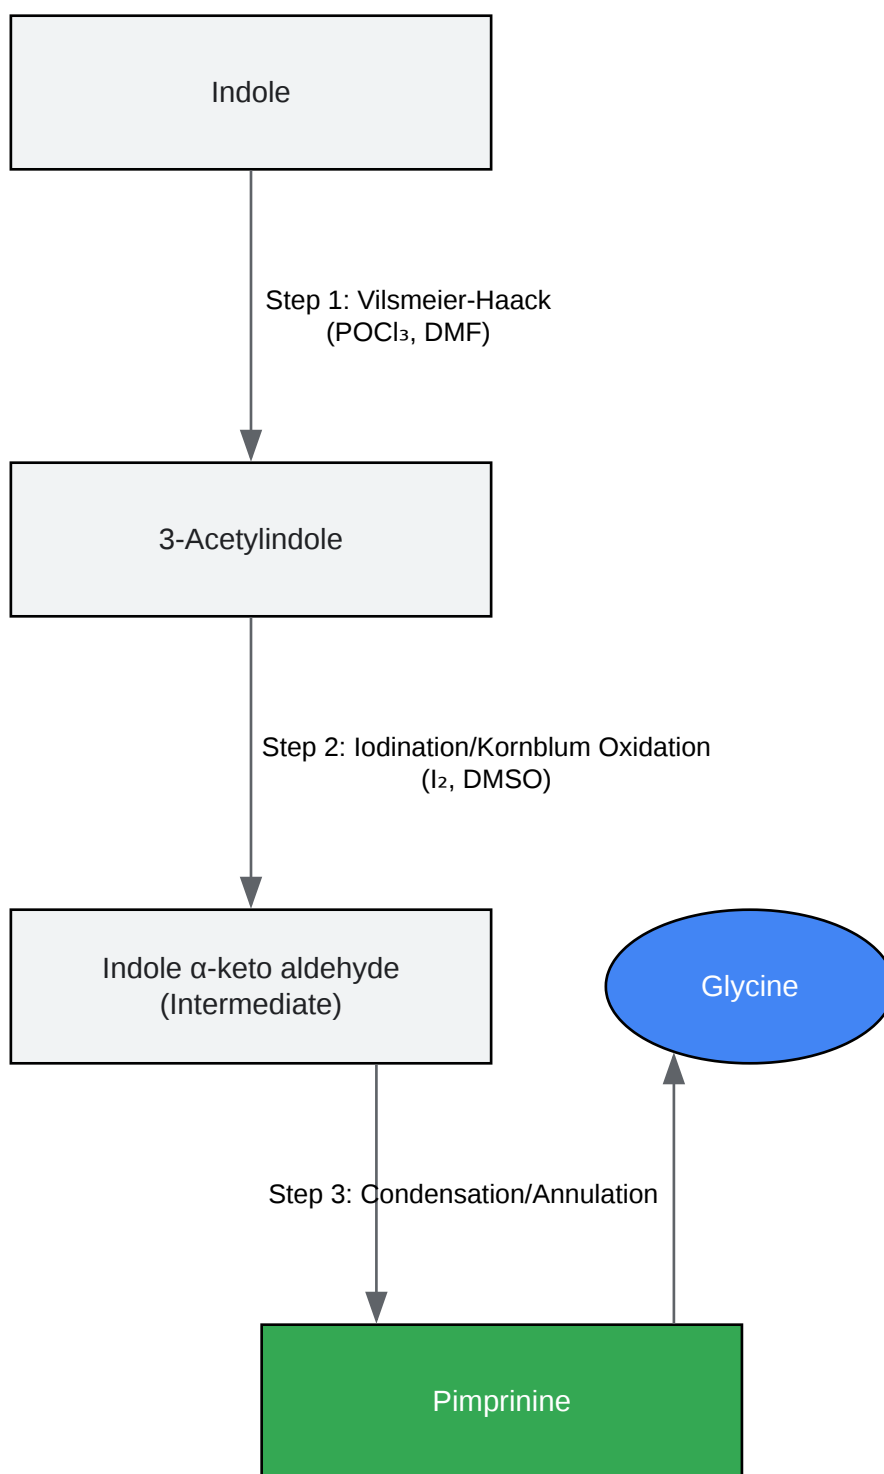 Indole
Step 1: Vilsmeier-Haack
(POCl₃, DMF)
3-Acetylindole
Step 2: Iodination/Kornblum Oxidation
(I₂, DMSO)
Indole α-keto aldehyde
(Intermediate)
Glycine
Step 3: Condensation/Annulation
Pimprinine